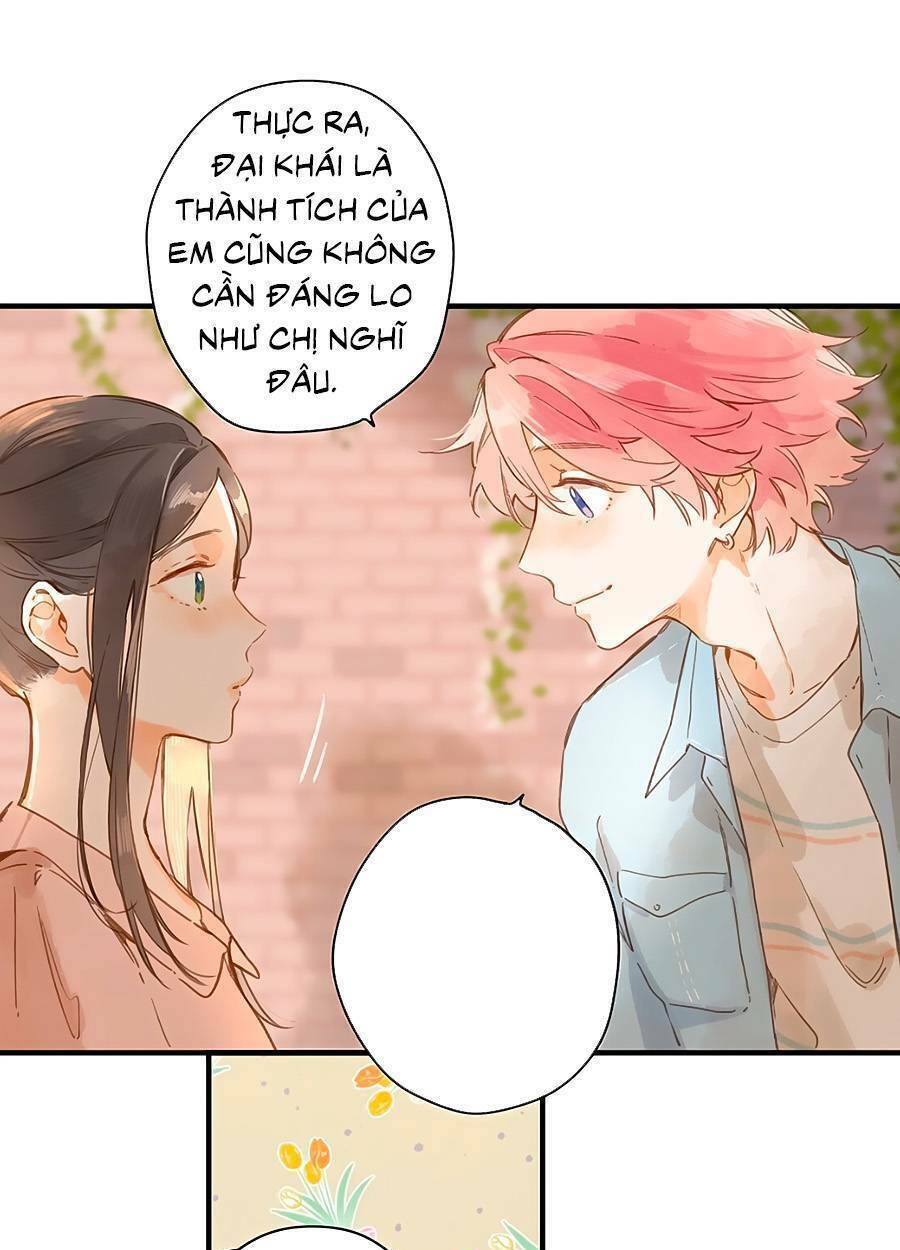 THỰC RA,
ĐẠI KHÁI LÀ
THÀNH TÍCH CỦA
EM CŨNG KHÔNG
CẦN ĐÁNG LO
NHƯ CHỊ NGHĨ
ĐÂU.